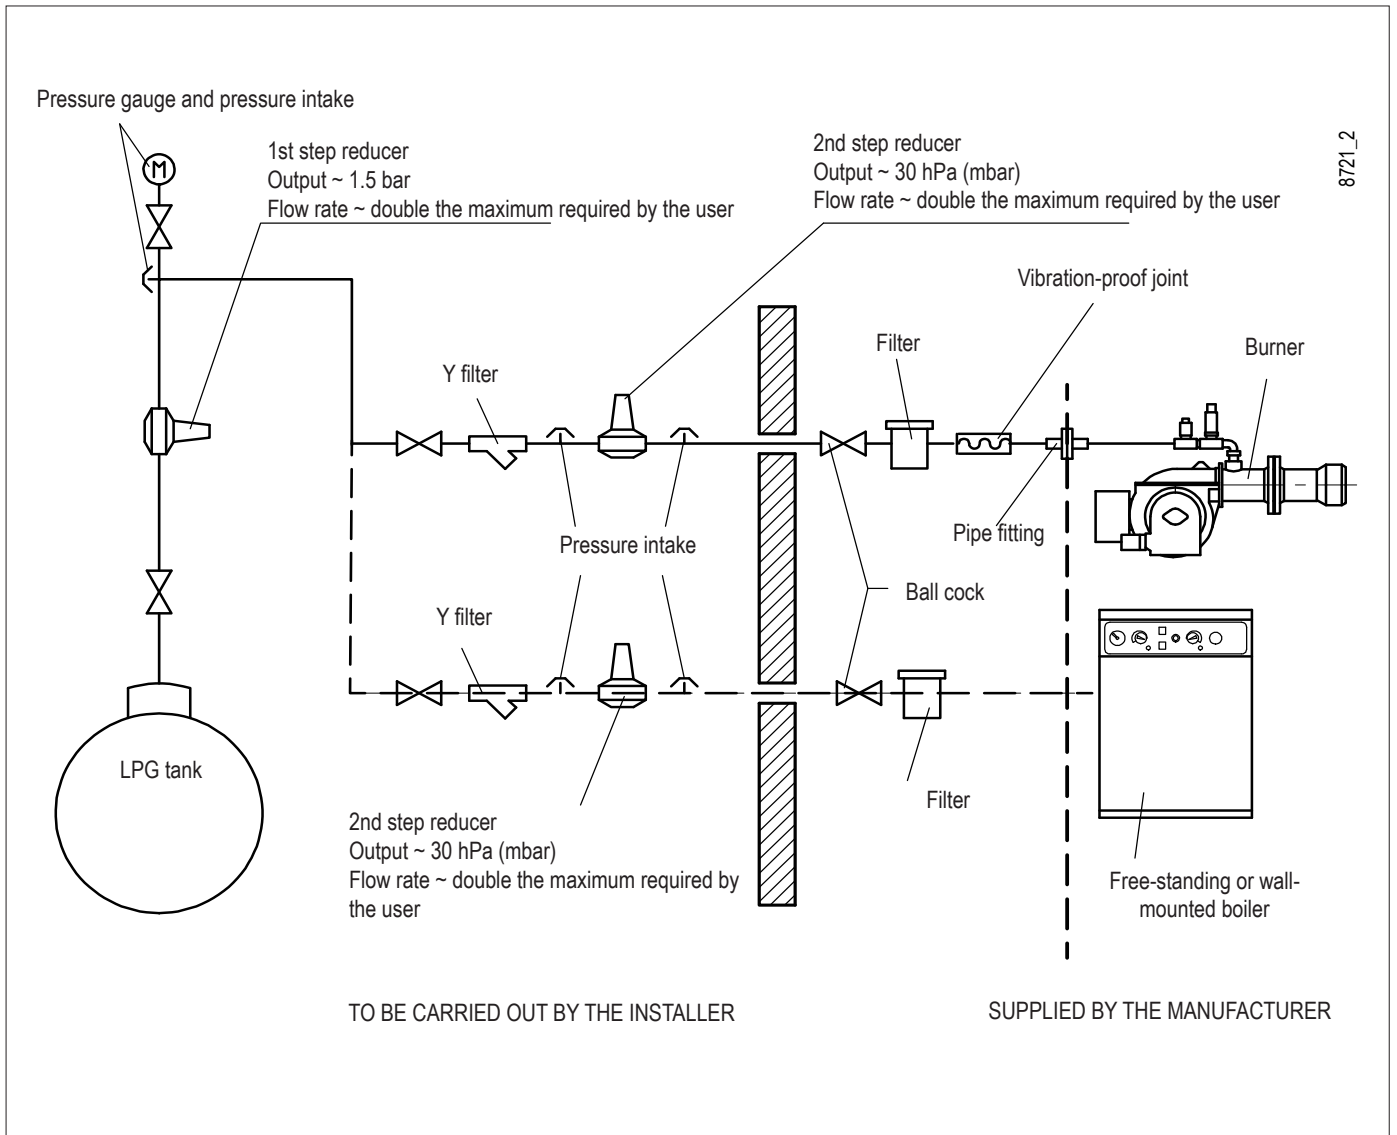 Pressure gauge and pressure intake
M
1st step reducer
Output ~ 1.5 bar
Flow rate ~ double the maximum required by the user
2nd step reducer
Output ~ 30 hPa (mbar)
Flow rate ~ double the maximum required by the user
8721_2
Vibration-proof joint
Filter
Burner
Y filter
Pipe fitting
Pressure intake
Ball cock
Y filter
LPG tank
Filter
2nd step reducer
Output ~ 30 hPa (mbar)
Flow rate ~ double the maximum required by
the user
Free-standing or wall-
mounted boiler
TO BE CARRIED OUT BY THE INSTALLER
SUPPLIED BY THE MANUFACTURER